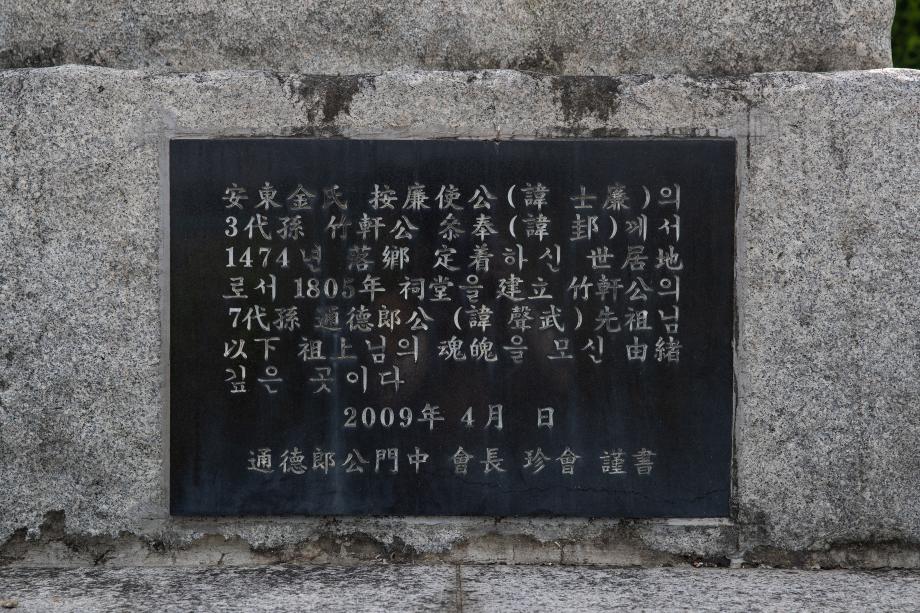 安東金氏 按廉使公(諱 士廉)의
3代孫 竹軒公 叅奉(諱 䤋)께서
1474년 落鄉 定着하신 世居地
로서 1805年 祠堂을 建立 竹軒公의
7代孫 通德郎公 (諱 聲武)先祖님
以下 祖上님의 魂魄을 모신 由緖
깊은 곳이다
2009年 4月 日
通德郎公門中 會長 珍會 謹書